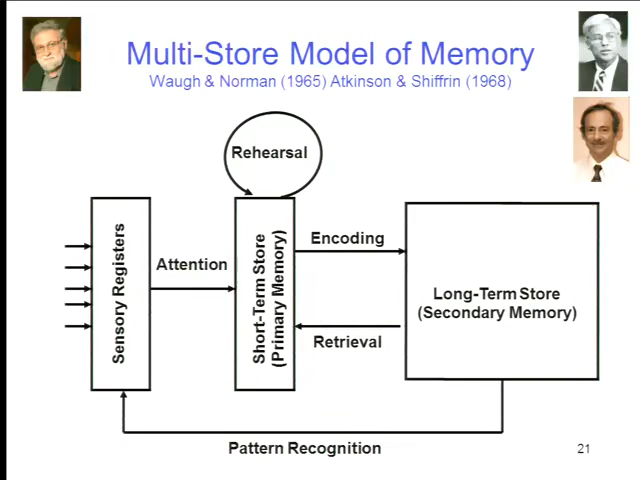 Multi-Store Model of Memory
Waugh & Norman (1965) Atkinson & Shiffrin (1968)
Rehearsal
Sensory Registers
Attention
Short-Term Store
(Primary Memory)
Encoding
Retrieval
Long-Term Store
(Secondary Memory)
Pattern Recognition
21